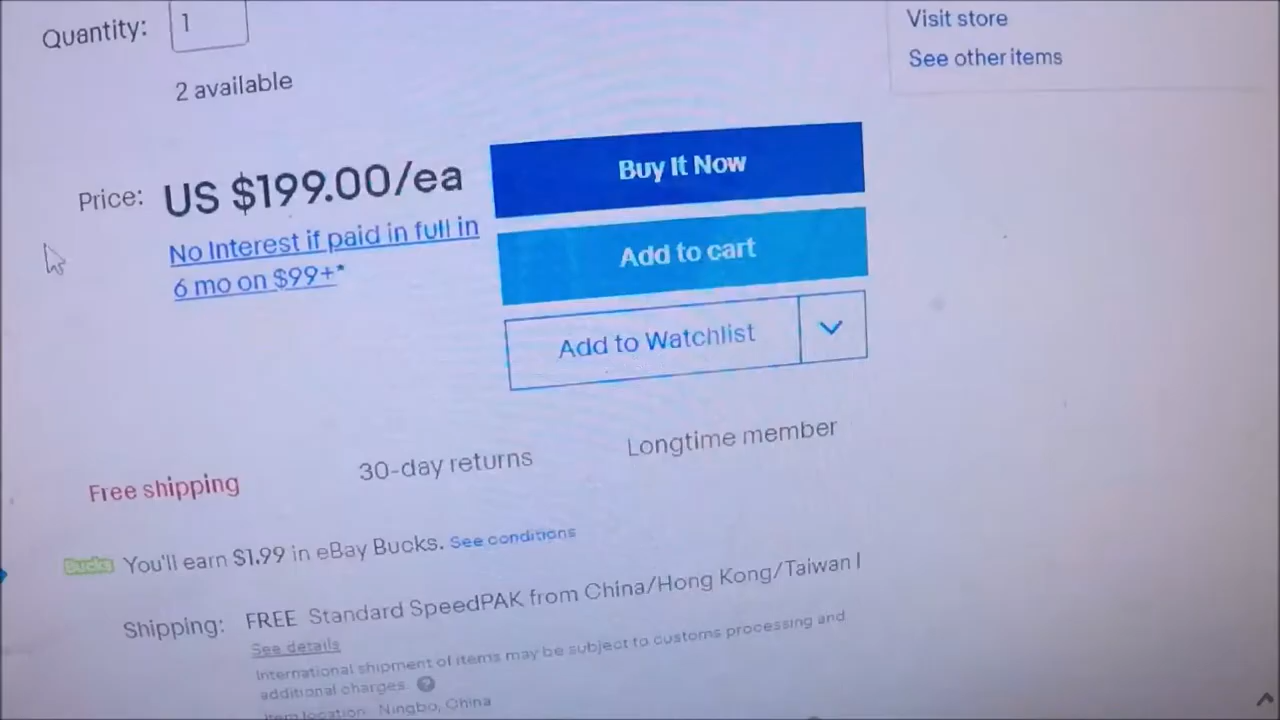 Visit store
Quantity: 1
See other items
2 available
Buy It Now
Price: US $199.00/ea
No Interest if paid in full in
6 mo on $99+*
Add to cart
Add to Watchlist
Longtime member
30-day returns
Free shipping
Bucks You'll earn $1.99 in eBay Bucks. See conditions
Shipping: FREE Standard SpeedPAK from China/Hong Kong/Taiwan |
See details
International shipment of items may be subject to customs processing and
additional charges. ?
Item location: Ningbo, China